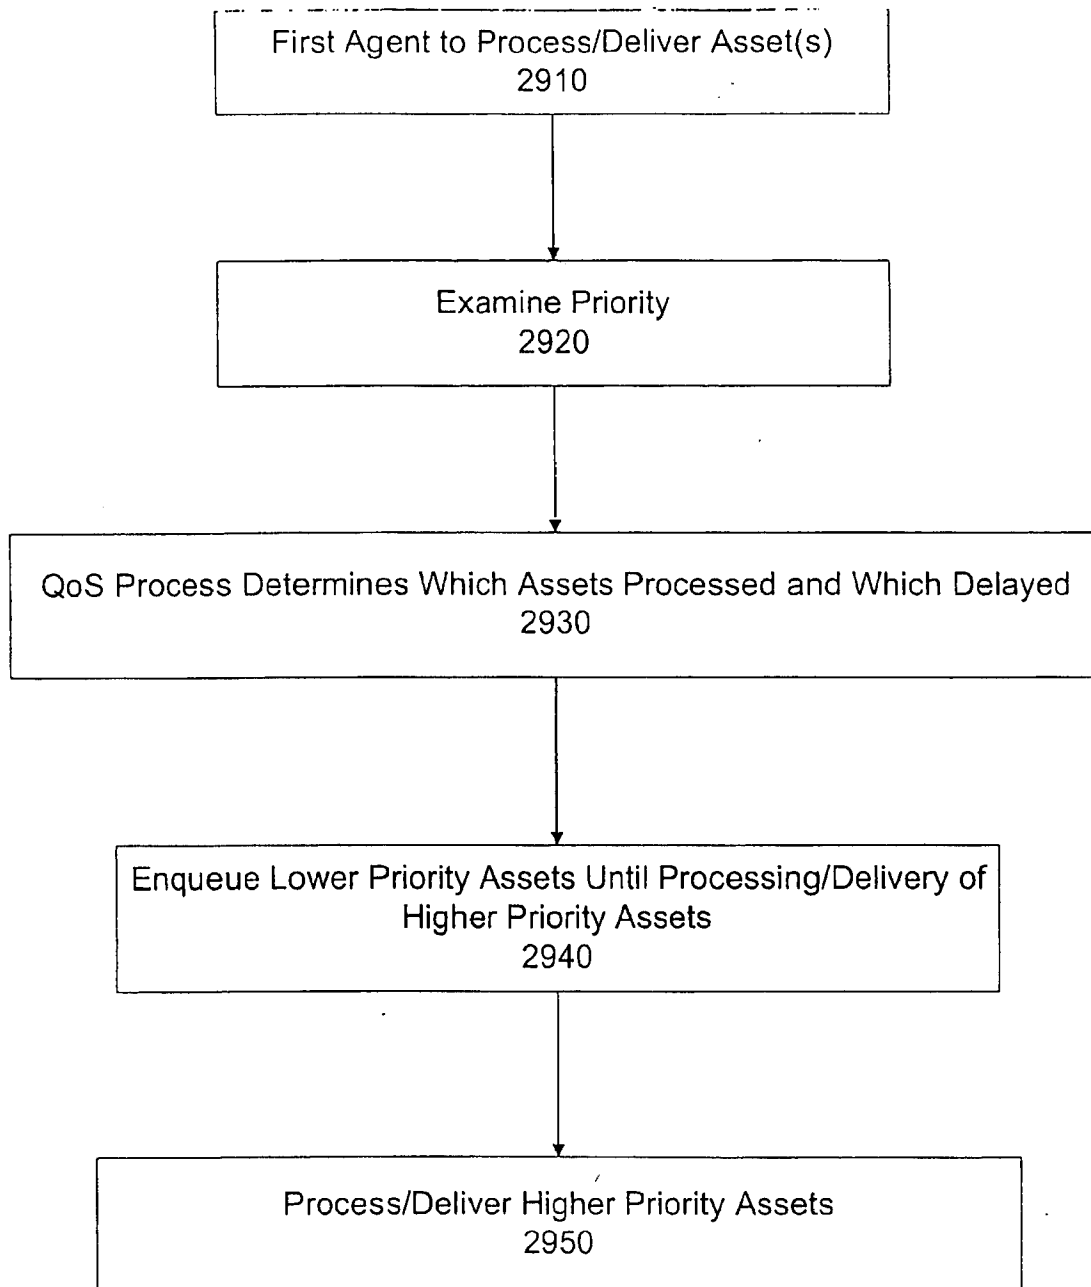 First Agent to Process/Deliver Asset(s)
2910
Examine Priority
2920
QoS Process Determines Which Assets Processed and Which Delayed
2930
Enqueue Lower Priority Assets Until Processing/Delivery of
Higher Priority Assets
2940
Process/Deliver Higher Priority Assets
2950